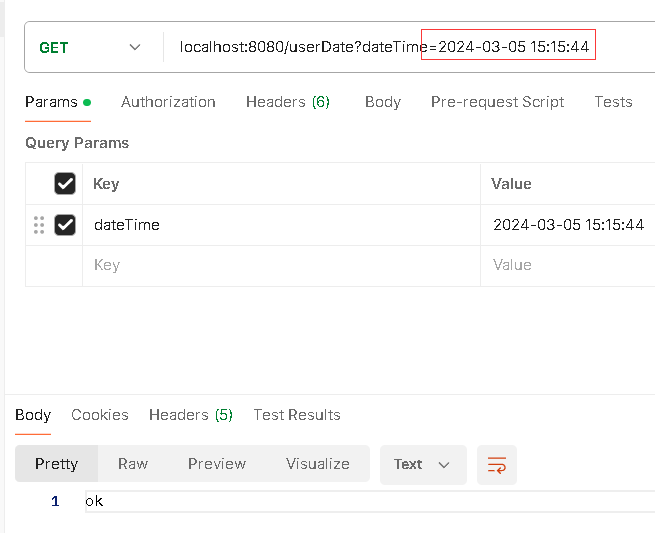 GET localhost:8080/userDate?dateTime=2024-03-05 15:15:44
Params Authorization Headers (6) Body Pre-request Script Tests
Query Params
Key Value
dateTime 2024-03-05 15:15:44
Key Value
Body Cookies Headers (5) Test Results
Pretty Raw Preview Visualize Text
1 ok